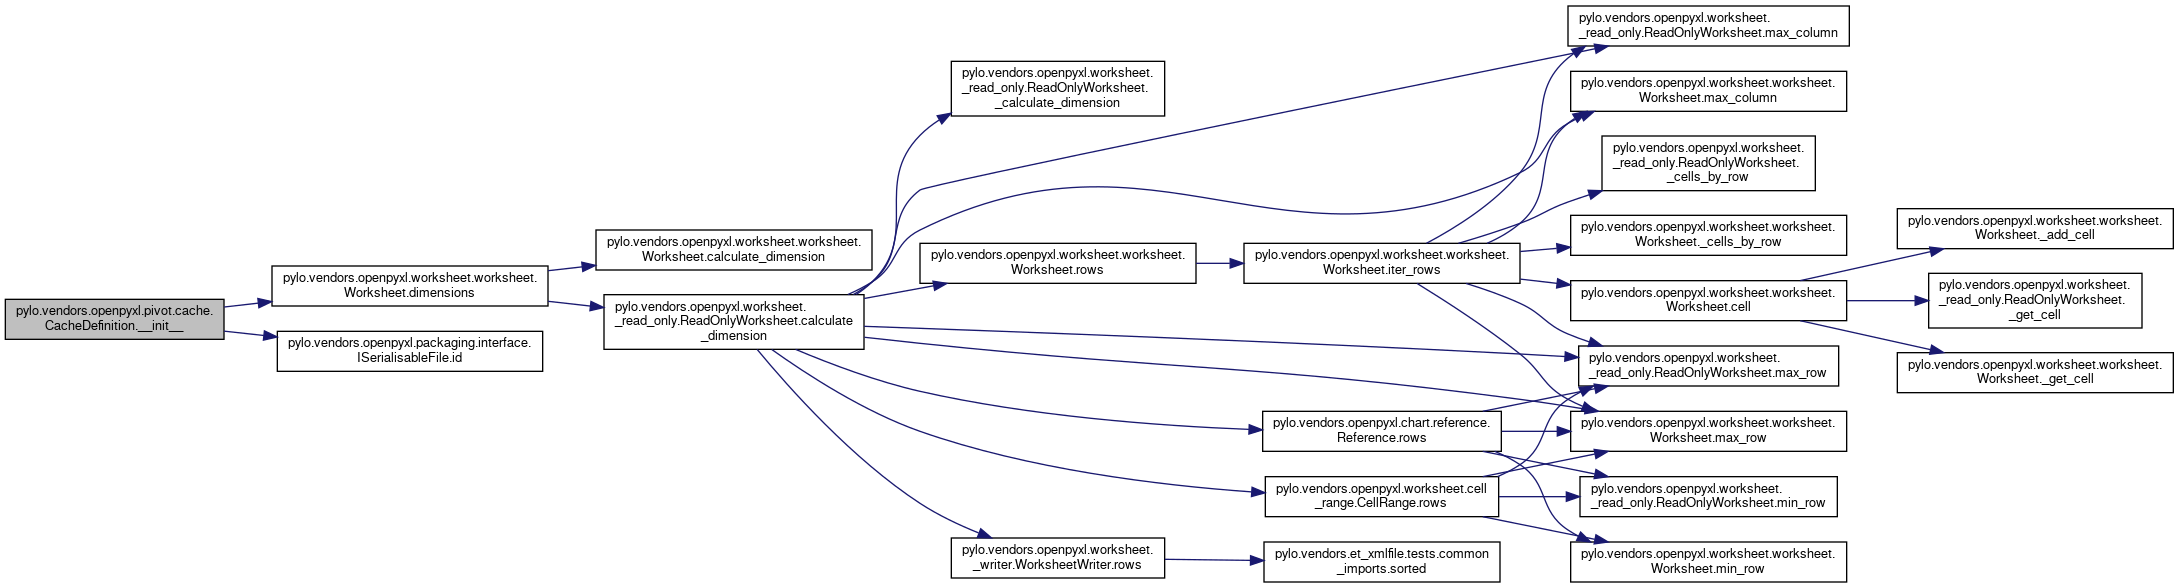 pylo.vendors.openpyxl.pivot.cache.
CacheDefinition.__init__
pylo.vendors.openpyxl.worksheet.worksheet.
Worksheet.dimensions
pylo.vendors.openpyxl.packaging.interface.
ISerialisableFile.id
pylo.vendors.openpyxl.worksheet.worksheet.
Worksheet.calculate_dimension
pylo.vendors.openpyxl.worksheet.
_read_only.ReadOnlyWorksheet.calculate
_dimension
pylo.vendors.openpyxl.worksheet.
_read_only.ReadOnlyWorksheet.
_calculate_dimension
pylo.vendors.openpyxl.worksheet.worksheet.
Worksheet.rows
pylo.vendors.openpyxl.worksheet.
_writer.WorksheetWriter.rows
pylo.vendors.openpyxl.worksheet.worksheet.
Worksheet.iter_rows
pylo.vendors.openpyxl.chart.reference.
Reference.rows
pylo.vendors.openpyxl.worksheet.cell
_range.CellRange.rows
pylo.vendors.et_xmlfile.tests.common
_imports.sorted
pylo.vendors.openpyxl.worksheet.
_read_only.ReadOnlyWorksheet.max_column
pylo.vendors.openpyxl.worksheet.worksheet.
Worksheet.max_column
pylo.vendors.openpyxl.worksheet.
_read_only.ReadOnlyWorksheet.
_cells_by_row
pylo.vendors.openpyxl.worksheet.worksheet.
Worksheet._cells_by_row
pylo.vendors.openpyxl.worksheet.worksheet.
Worksheet.cell
pylo.vendors.openpyxl.worksheet.
_read_only.ReadOnlyWorksheet.max_row
pylo.vendors.openpyxl.worksheet.worksheet.
Worksheet.max_row
pylo.vendors.openpyxl.worksheet.
_read_only.ReadOnlyWorksheet.min_row
pylo.vendors.openpyxl.worksheet.worksheet.
Worksheet.min_row
pylo.vendors.openpyxl.worksheet.worksheet.
Worksheet._add_cell
pylo.vendors.openpyxl.worksheet.
_read_only.ReadOnlyWorksheet.
_get_cell
pylo.vendors.openpyxl.worksheet.worksheet.
Worksheet._get_cell